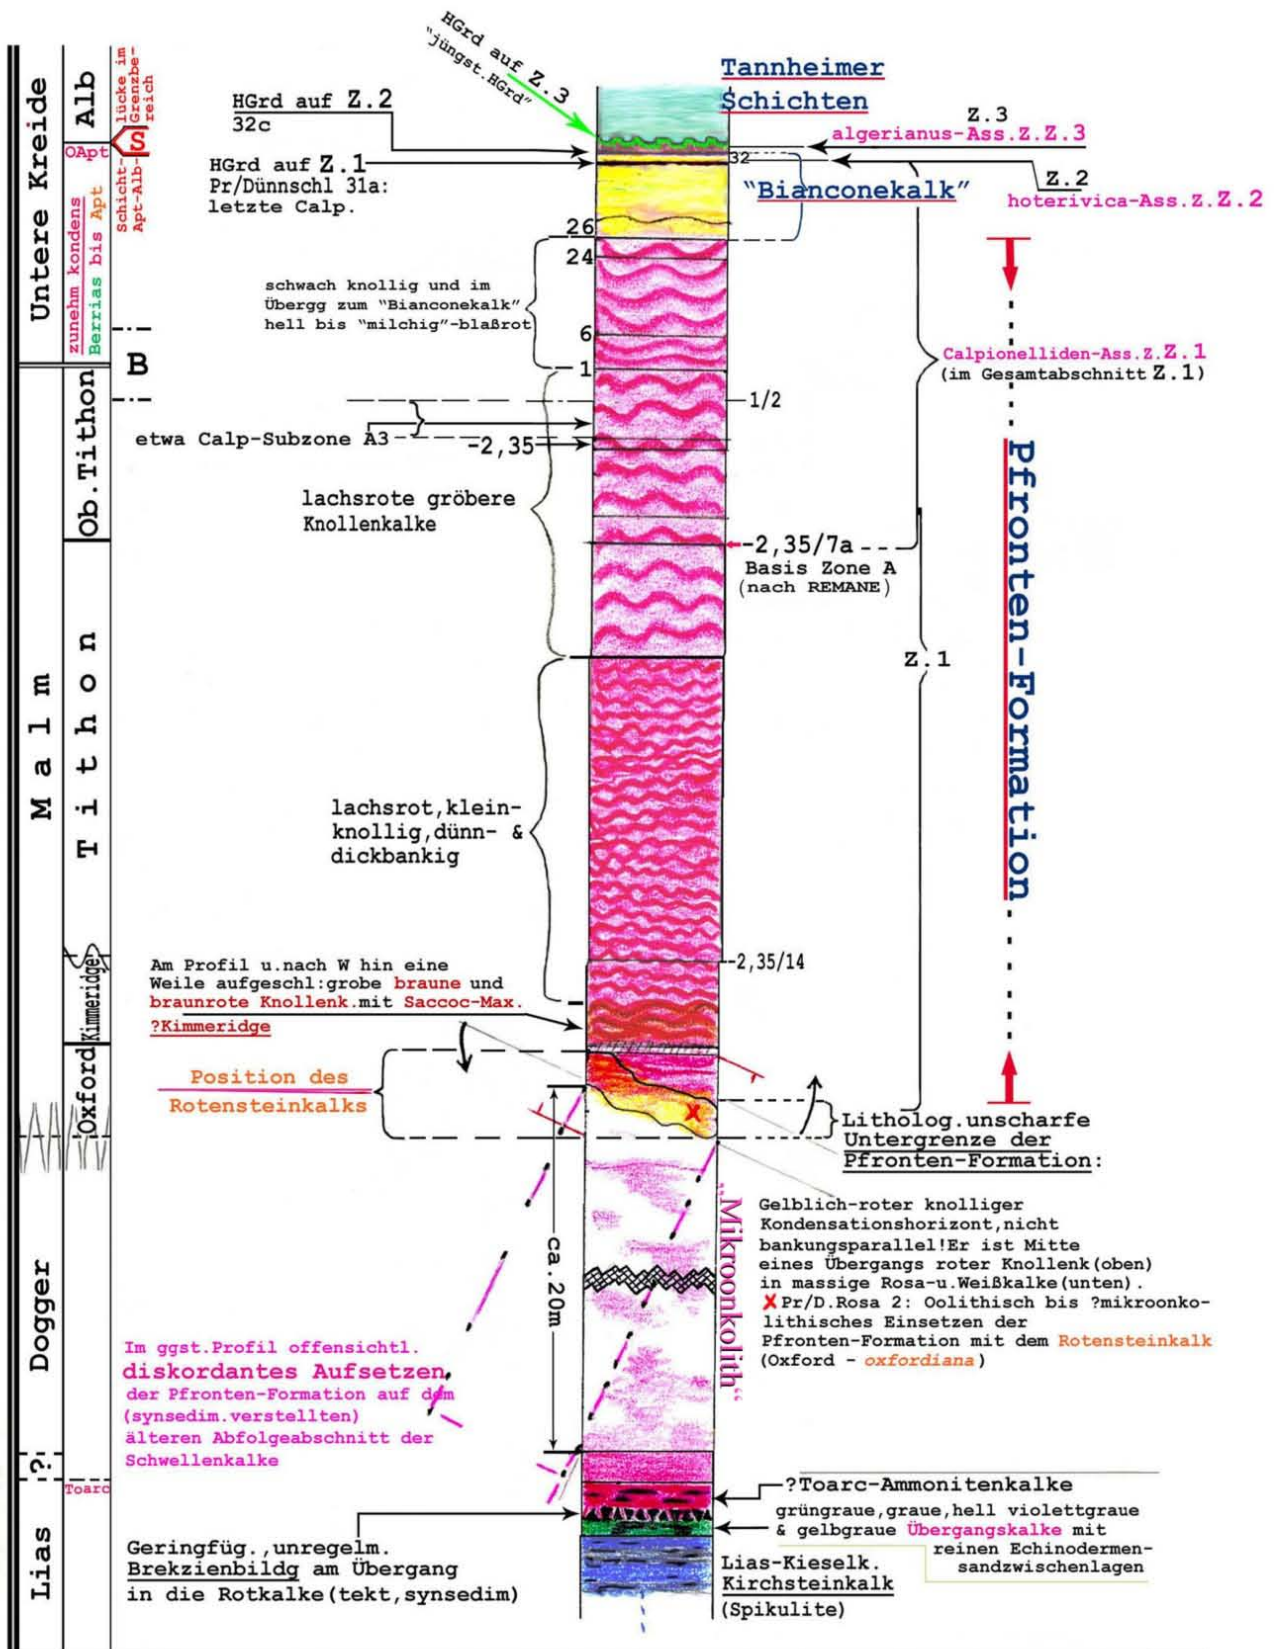 Untere Kreide
Malm
Dogger
?
Lias
Alb
OApt
zunehm kondens
Berrias bis Apt
Ob.Tithon
Tithon
Kimmeridge
Oxford
Toarc
Schicht-lücke im
Apt-Alb-Grenzbe-
reich
S
B
HGrd auf Z.3
"jüngst.HGrd"
HGrd auf Z.2
32c
HGrd auf Z.1
Pr/Dünnschl 31a:
letzte Calp.
Tannheimer
Schichten
Z.3
algerianus-Ass.Z.Z.3
32
"Bianconekalk"
Z.2
hoterivica-Ass.Z.Z.2
26
24
6
1
schwach knollig und im
Übergg zum "Bianconekalk"
hell bis "milchig"-blaßrot
Calpionelliden-Ass.Z.Z.1
(im Gesamtabschnitt Z.1)
1/2
etwa Calp-Subzone A3
-2,35
lachsrote gröbere
Knollenkalke
-2,35/7a
Basis Zone A
(nach REMANE)
Z.1
Pfronten-Formation
lachsrot,klein-
knollig,dünn- &
dickbankig
-2,35/14
Am Profil u.nach W hin eine
Weile aufgeschl:grobe braune und
braunrote Knollenk.mit Saccoc-Max.
?Kimmeridge
Position des
Rotensteinkalks
X
Litholog.unscharfe
Untergrenze der
Pfronten-Formation:
Gelblich-roter knolliger
Kondensationshorizont,nicht
bankungsparallel!Er ist Mitte
eines Übergangs roter Knollenk(oben)
in massige Rosa-u.Weißkalke(unten).
X Pr/D.Rosa 2: Oolithisch bis ?mikroonko-
lithisches Einsetzen der
Pfronten-Formation mit dem Rotensteinkalk
(Oxford - oxfordiana)
ca.20m
„Mikroonkolith“
Im ggst.Profil offensichtl.
diskordantes Aufsetzen
der Pfronten-Formation auf dem
(synsedim.verstellten)
älteren Abfolgeabschnitt der
Schwellenkalke
?Toarc-Ammonitenkalke
grüngraue,graue,hell violettgraue
& gelbgraue Übergangskalke mit
reinen Echinodermen-
sandzwischenlagen
Geringfüg.,unregelm.
Brekzienbildg am Übergang
in die Rotkalke(tekt,synsedim)
Lias-Kieselk.
Kirchsteinkalk
(Spikulite)